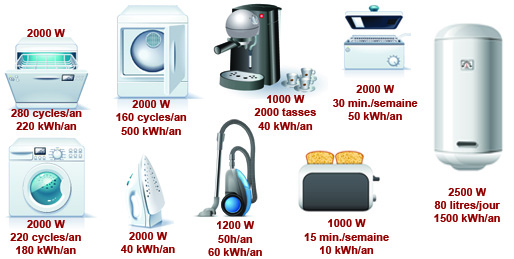 2000 W
280 cycles/an
220 kWh/an
2000 W
160 cycles/an
500 kWh/an
1000 W
2000 tasses
40 kWh/an
2000 W
30 min./semaine
50 kWh/an
2500 W
80 litres/jour
1500 kWh/an
2000 W
220 cycles/an
180 kWh/an
2000 W
40 kWh/an
1200 W
50h/an
60 kWh/an
1000 W
15 min./semaine
10 kWh/an